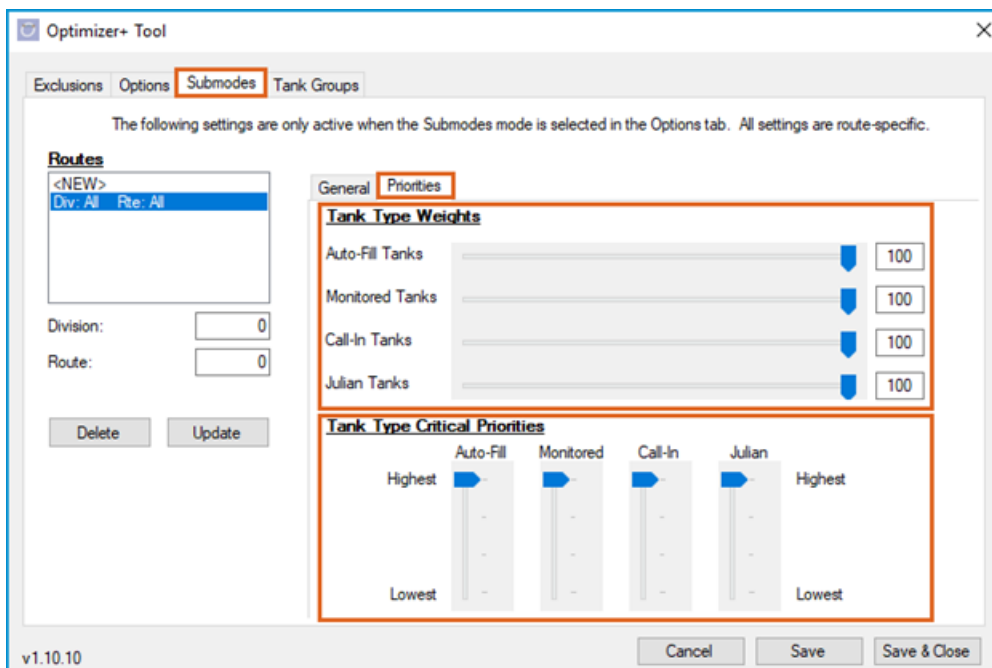 Optimizer+ Tool
Exclusions Options Submodes Tank Groups
The following settings are only active when the Submodes mode is selected in the Options tab. All settings are route-specific.
Routes
<NEW>
Div: All Rte: All
Division: 0
Route: 0
Delete Update
General Priorities
Tank Type Weights
Auto-Fill Tanks 100
Monitored Tanks 100
Call-In Tanks 100
Julian Tanks 100
Tank Type Critical Priorities
Auto-Fill Monitored Call-In Julian
Highest Highest
Lowest Lowest
v1.10.10
Cancel Save Save & Close